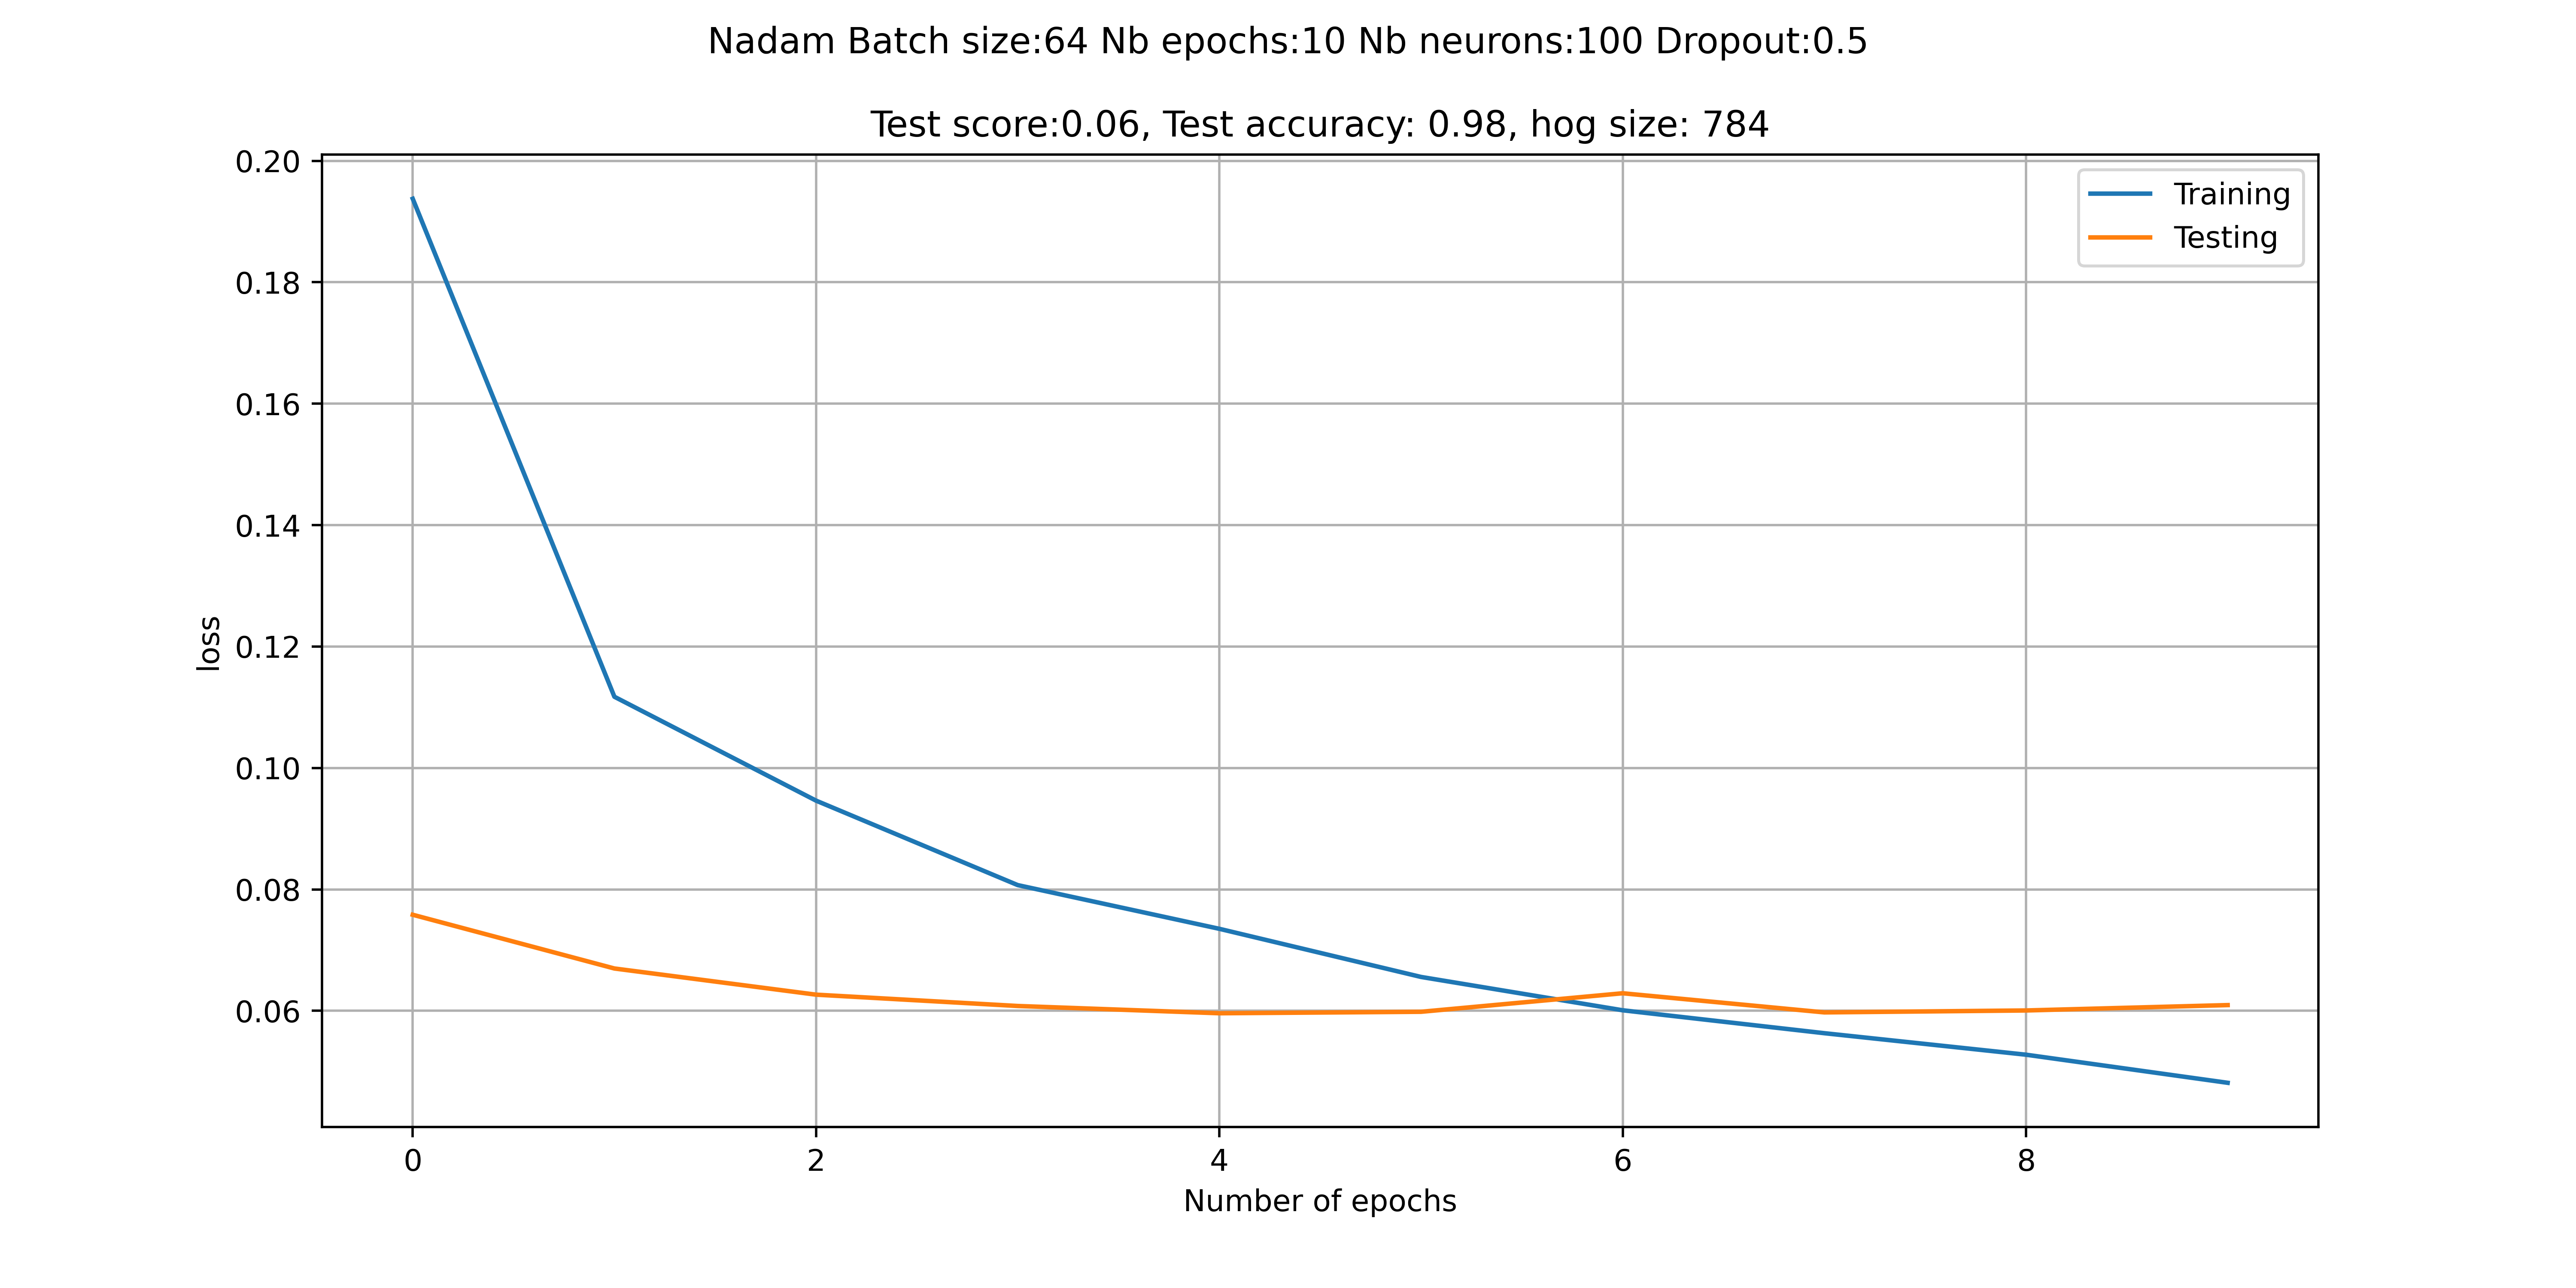 Nadam Batch size:64 Nb epochs:10 Nb neurons:100 Dropout:0.5
Test score:0.06, Test accuracy: 0.98, hog size: 784
Training
Testing
0.20
0.18
0.16
0.14
0.12
0.10
0.08
0.06
loss
0 2 4 6 8
Number of epochs